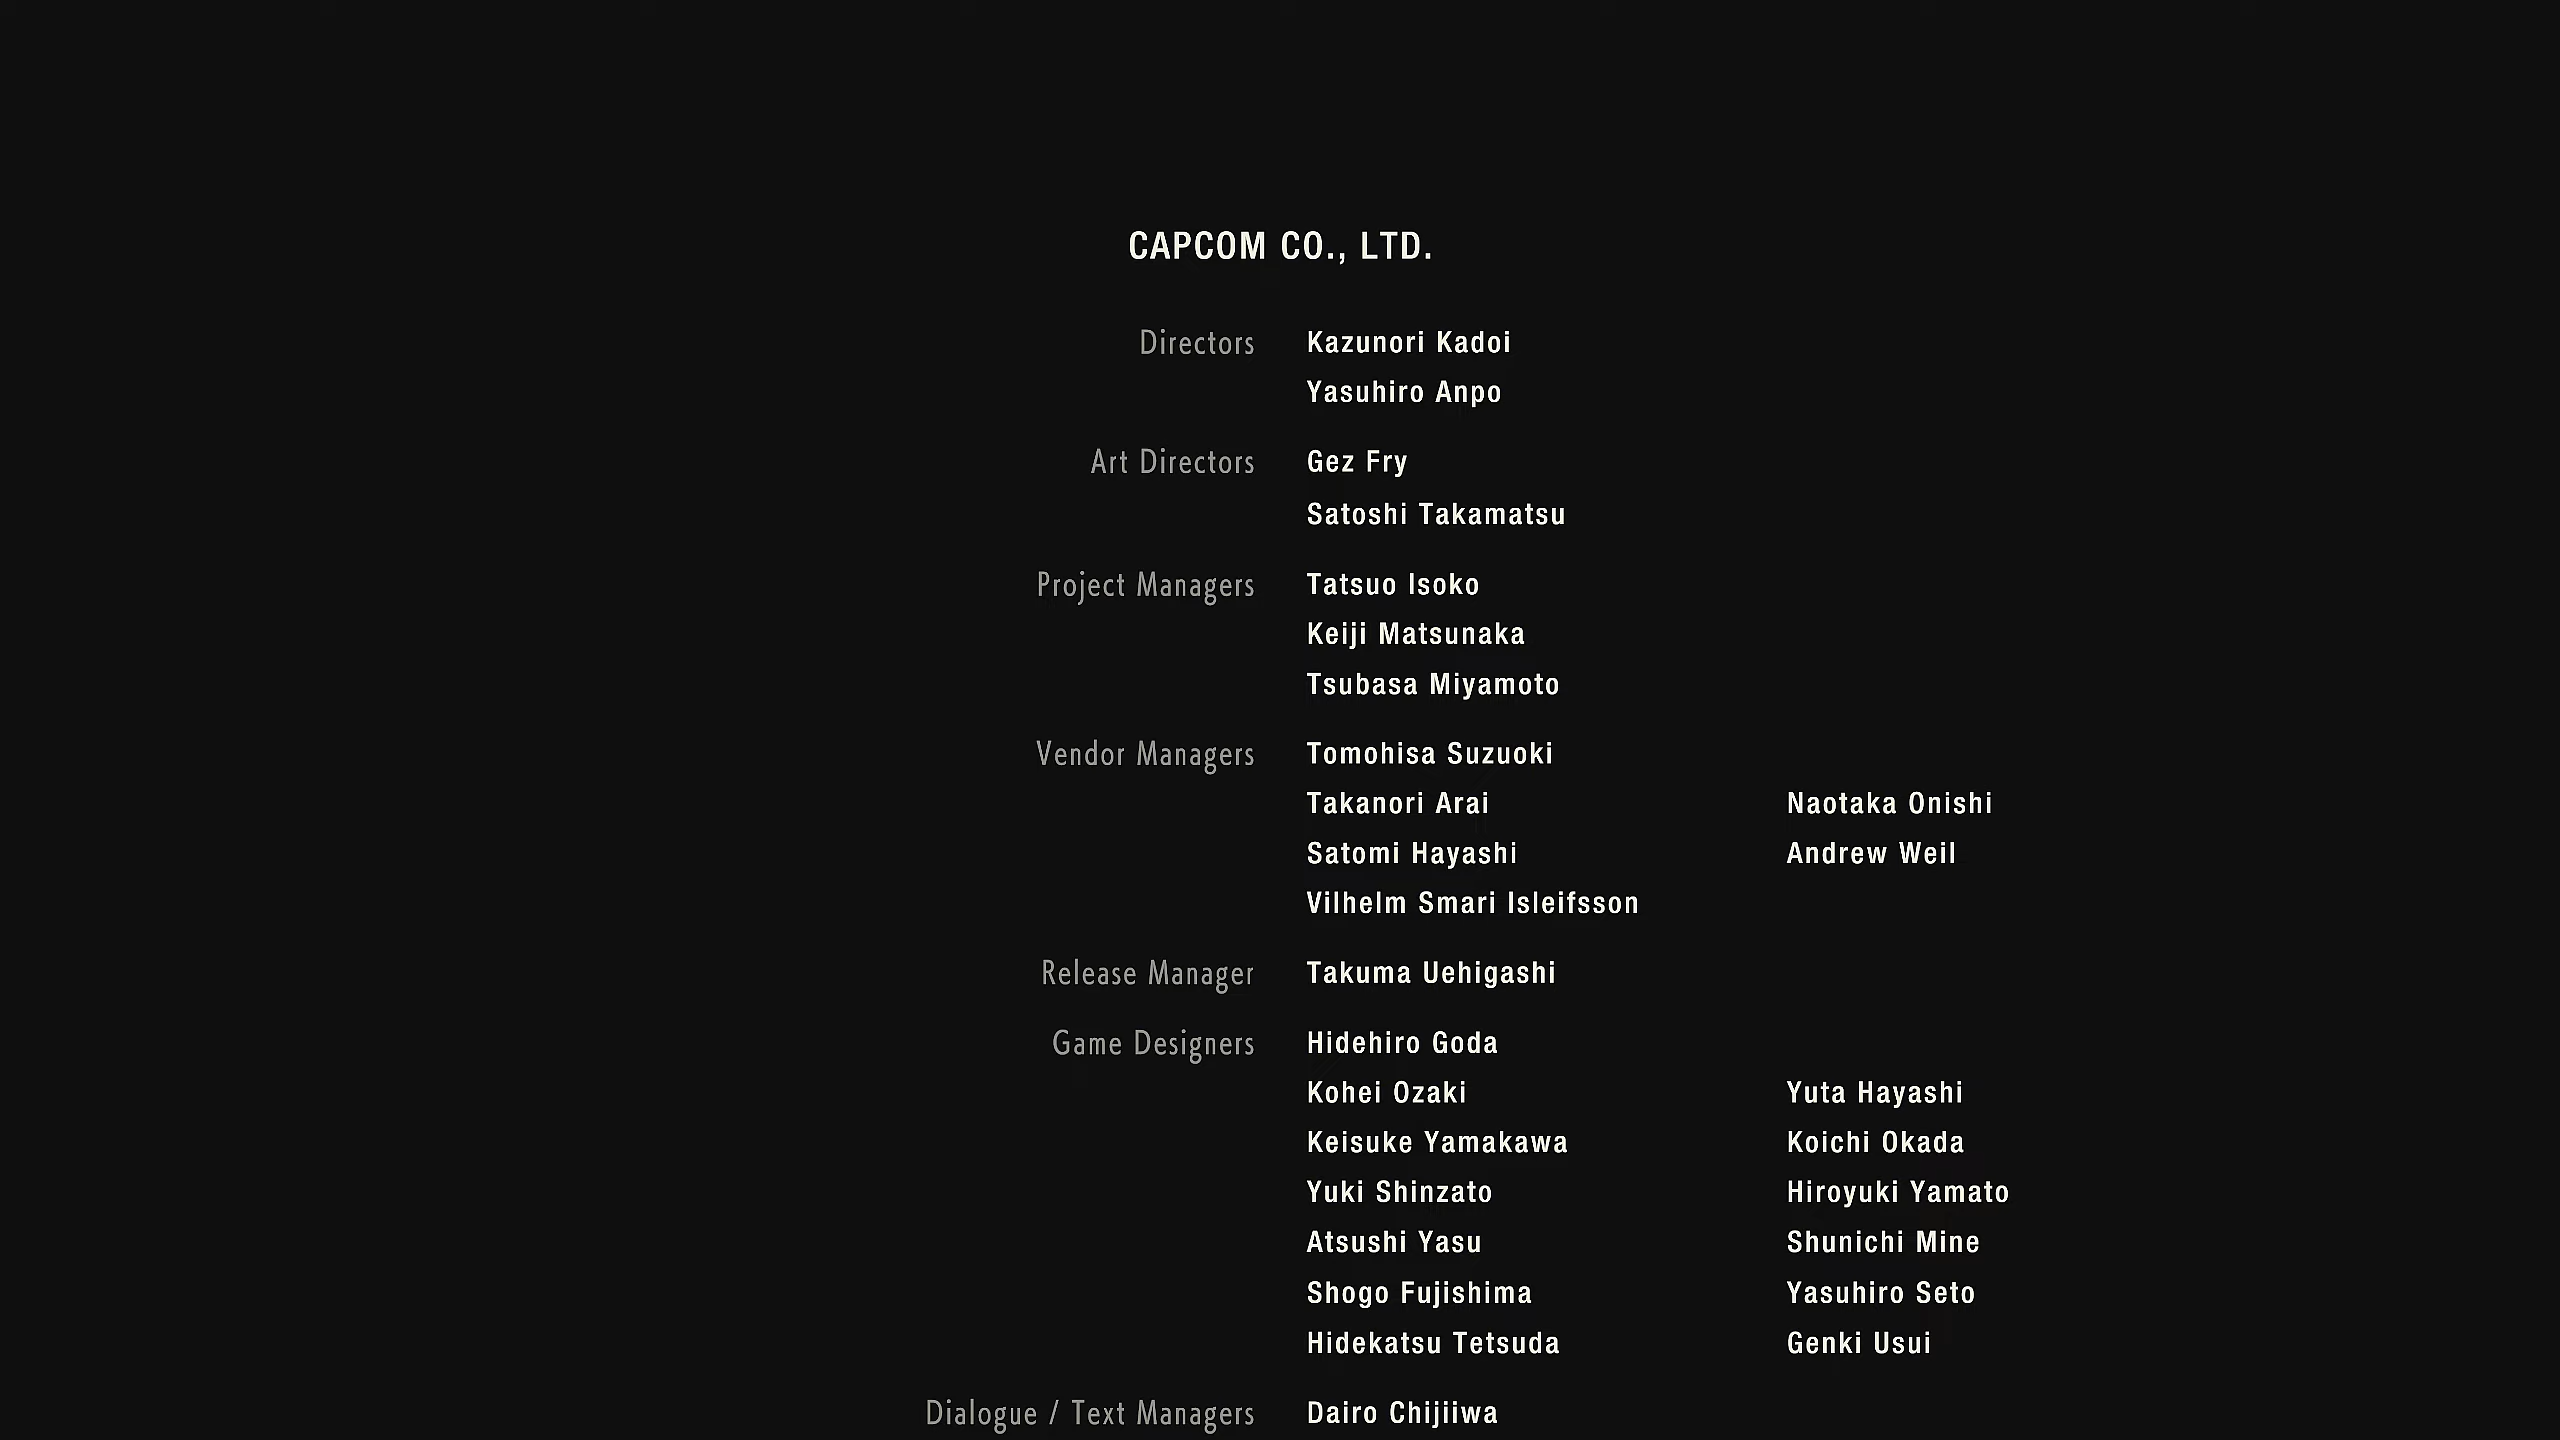 CAPCOM CO., LTD.
Directors Kazunori Kadoi
Yasuhiro Anpo
Art Directors Gez Fry
Satoshi Takamatsu
Project Managers Tatsuo Isoko
Keiji Matsunaka
Tsubasa Miyamoto
Vendor Managers Tomohisa Suzuoki
Takanori Arai Naotaka Onishi
Satomi Hayashi Andrew Weil
Vilhelm Smari Isleifsson
Release Manager Takuma Uehigashi
Game Designers Hidehiro Goda
Kohei Ozaki Yuta Hayashi
Keisuke Yamakawa Koichi Okada
Yuki Shinzato Hiroyuki Yamato
Atsushi Yasu Shunichi Mine
Shogo Fujishima Yasuhiro Seto
Hidekatsu Tetsuda Genki Usui
Dialogue / Text Managers Dairo Chijiiwa